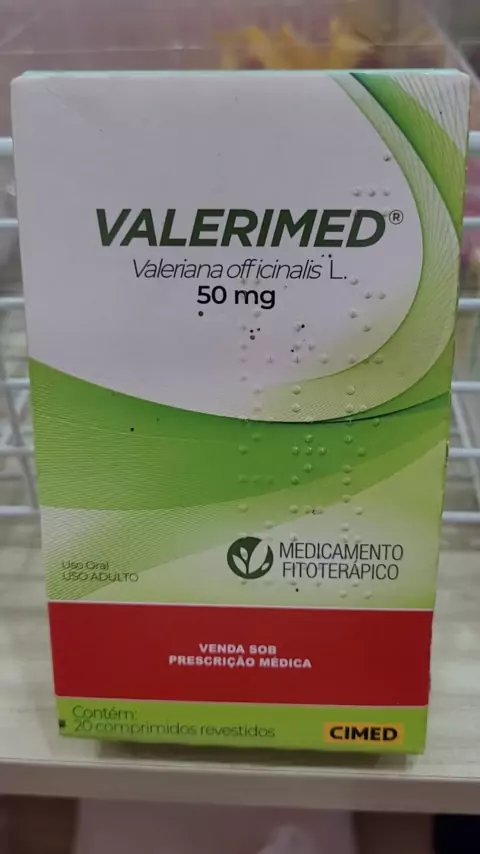 VALERIMED®
Valeriana officinalis L.
50 mg
MEDICAMENTO
FITOTERÁPICO
Uso Oral
USO ADULTO
VENDA SOB
PRESCRIÇÃO MÉDICA
Contém:
20 comprimidos revestidos
CIMED